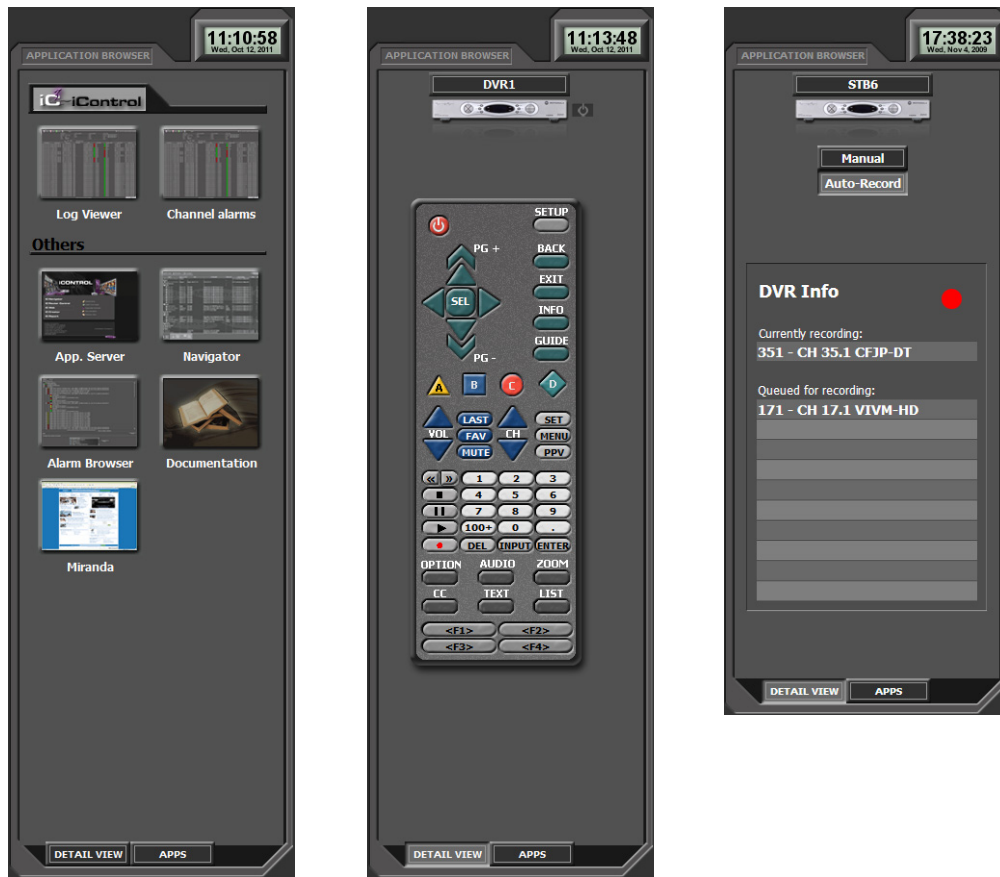 11:10:58
Wed, Oct 12, 2011
APPLICATION BROWSER
iC iControl
Log Viewer Channel alarms
Others
iCONTROL
App. Server Navigator
Alarm Browser Documentation
Miranda
DETAIL VIEW APPS
11:13:48
Wed, Oct 12, 2011
APPLICATION BROWSER
DVR1
SETUP
PG + BACK
EXIT
SEL
INFO
GUIDE
PG -
A B C D
LAST SET
VOL FAV CH MENU
MUTE PPV
1 2 3
4 5 6
7 8 9
100+ 0 .
DEL INPUT ENTER
OPTION AUDIO ZOOM
CC TEXT LIST
<F1> <F2>
<F3> <F4>
DETAIL VIEW APPS
17:38:23
Wed, Nov 4, 2009
APPLICATION BROWSER
STB6
Manual
Auto-Record
DVR Info
Currently recording:
351 - CH 35.1 CFJP-DT
Queued for recording:
171 - CH 17.1 VIVM-HD
DETAIL VIEW APPS